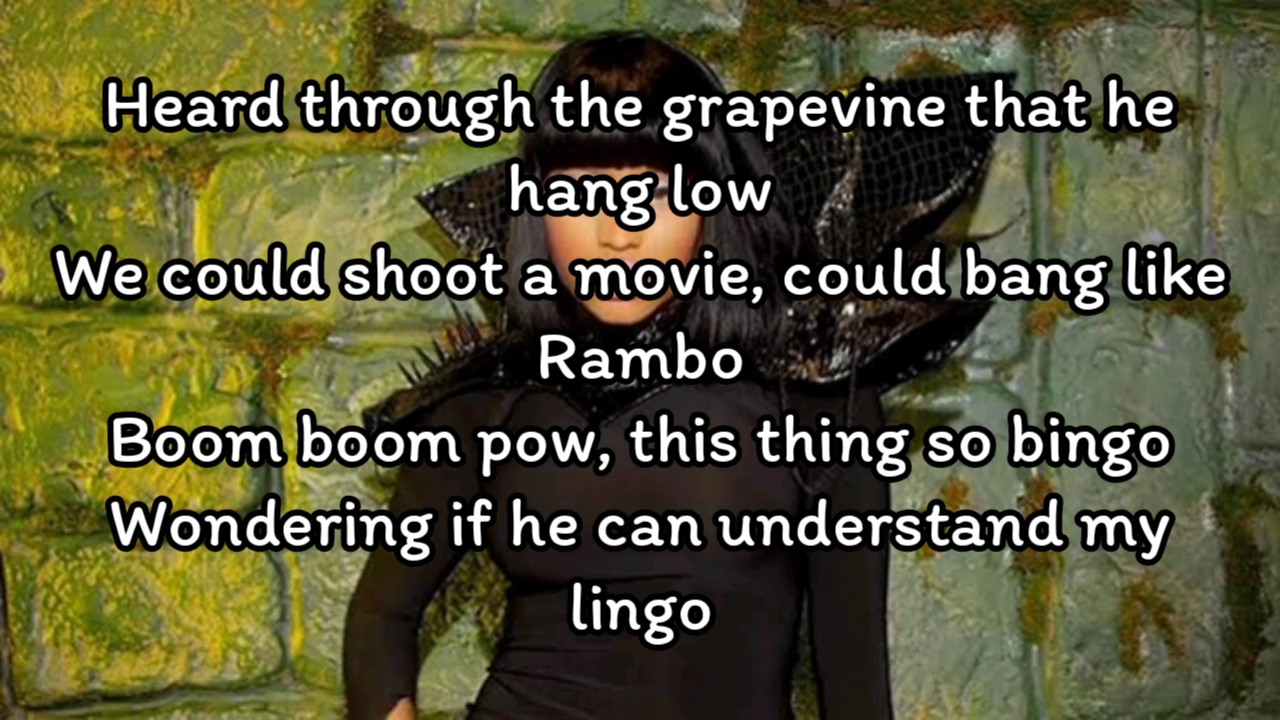 Heard through the grapevine that he
hang low
We could shoot a movie, could bang like
Rambo
Boom boom pow, this thing so bingo
Wondering if he can understand my
lingo